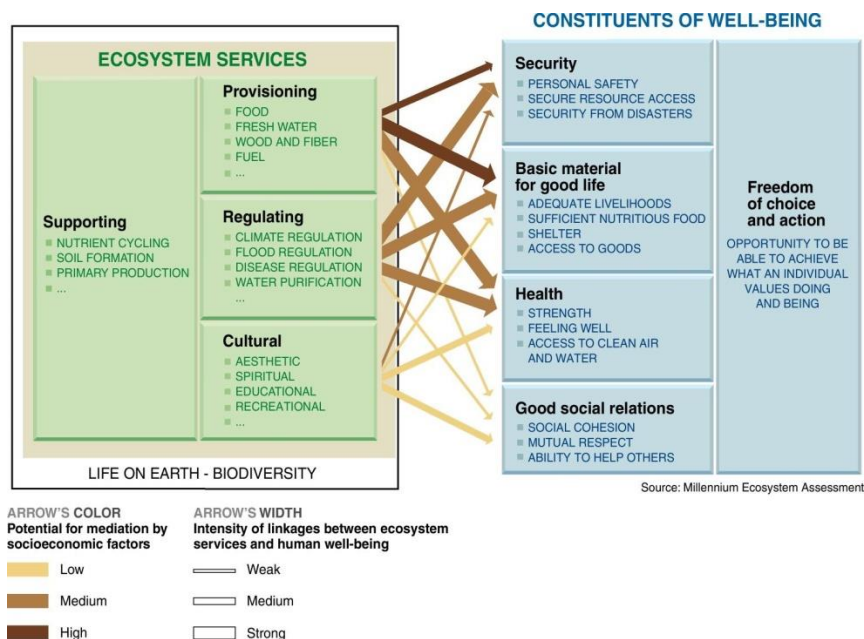 CONSTITUENTS OF WELL-BEING
ECOSYSTEM SERVICES
Supporting
NUTRIENT CYCLING
SOIL FORMATION
PRIMARY PRODUCTION
...
Provisioning
FOOD
FRESH WATER
WOOD AND FIBER
FUEL
...
Regulating
CLIMATE REGULATION
FLOOD REGULATION
DISEASE REGULATION
WATER PURIFICATION
...
Cultural
AESTHETIC
SPIRITUAL
EDUCATIONAL
RECREATIONAL
...
LIFE ON EARTH - BIODIVERSITY
Security
PERSONAL SAFETY
SECURE RESOURCE ACCESS
SECURITY FROM DISASTERS
Basic material
for good life
ADEQUATE LIVELIHOODS
SUFFICIENT NUTRITIOUS FOOD
SHELTER
ACCESS TO GOODS
Health
STRENGTH
FEELING WELL
ACCESS TO CLEAN AIR
AND WATER
Good social relations
SOCIAL COHESION
MUTUAL RESPECT
ABILITY TO HELP OTHERS
Freedom
of choice
and action
OPPORTUNITY TO BE
ABLE TO ACHIEVE
WHAT AN INDIVIDUAL
VALUES DOING
AND BEING
Source: Millennium Ecosystem Assessment
ARROW'S COLOR
Potential for mediation by
socioeconomic factors
Low
Medium
High
ARROW'S WIDTH
Intensity of linkages between ecosystem
services and human well-being
Weak
Medium
Strong